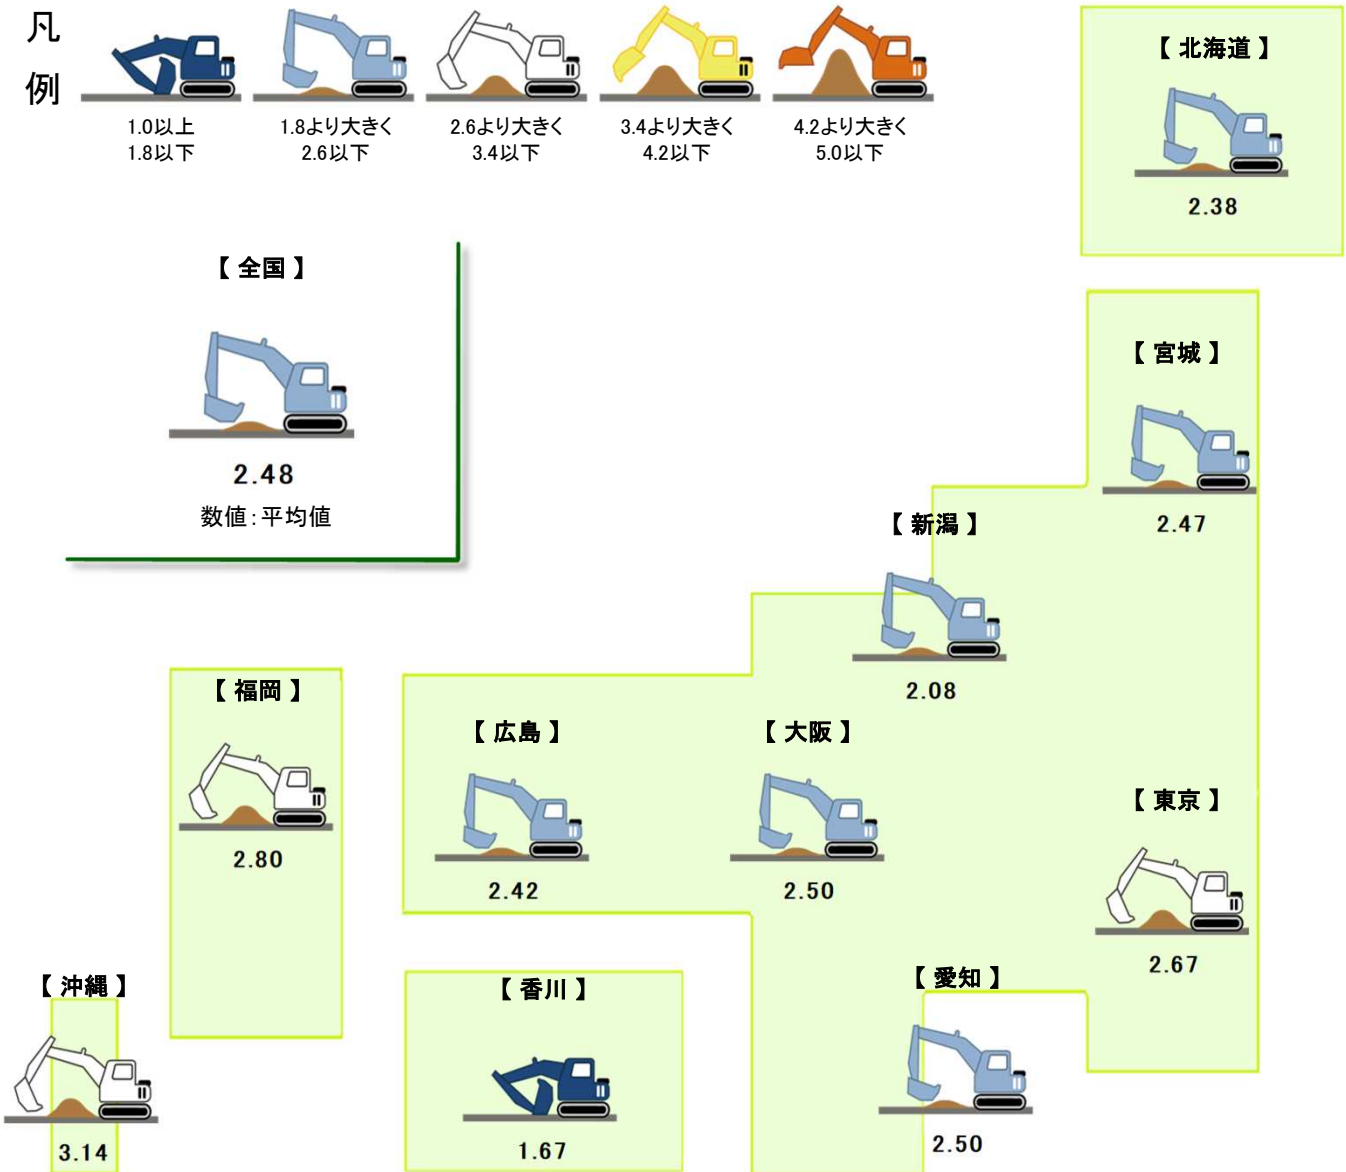 凡例
1.0以上
1.8以下
1.8より大きく
2.6以下
2.6より大きく
3.4以下
3.4より大きく
4.2以下
4.2より大きく
5.0以下
【 北海道 】
2.38
【 全国 】
2.48
数値：平均値
【 宮城 】
2.47
【 新潟 】
2.08
【 福岡 】
2.80
【 広島 】
2.42
【 大阪 】
2.50
【 東京 】
2.67
【 沖縄 】
3.14
【 香川 】
1.67
【 愛知 】
2.50